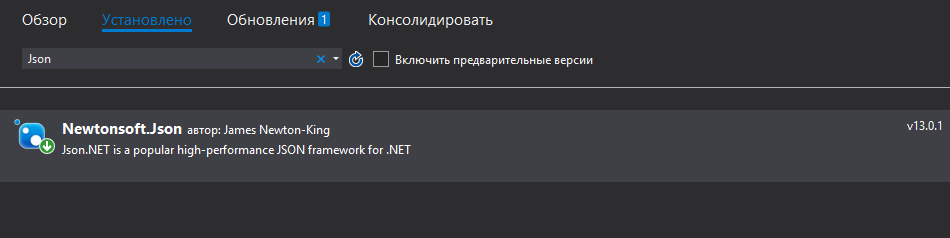 Обзор Установлено Обновления 1 Консолидировать
Json Включить предварительные версии
Newtonsoft.Json автор: James Newton-King v13.0.1
Json.NET is a popular high-performance JSON framework for .NET